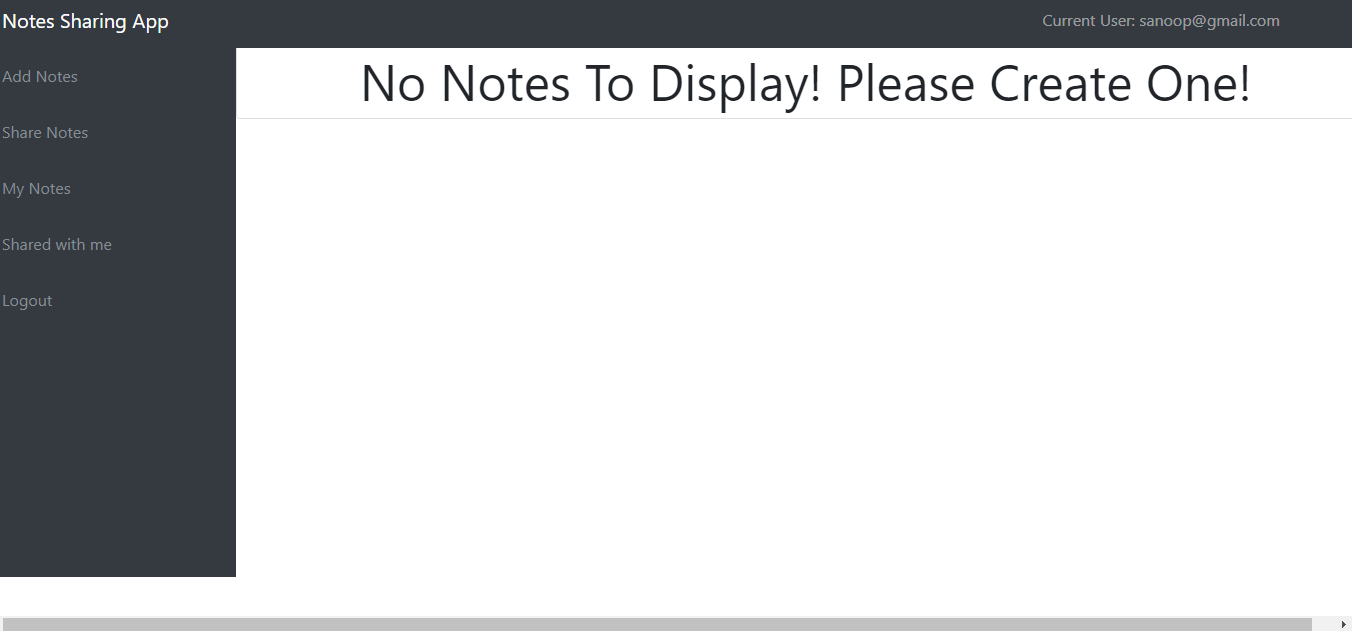 Notes Sharing App
Current User: sanoop@gmail.com
Add Notes
Share Notes
My Notes
Shared with me
Logout
No Notes To Display! Please Create One!